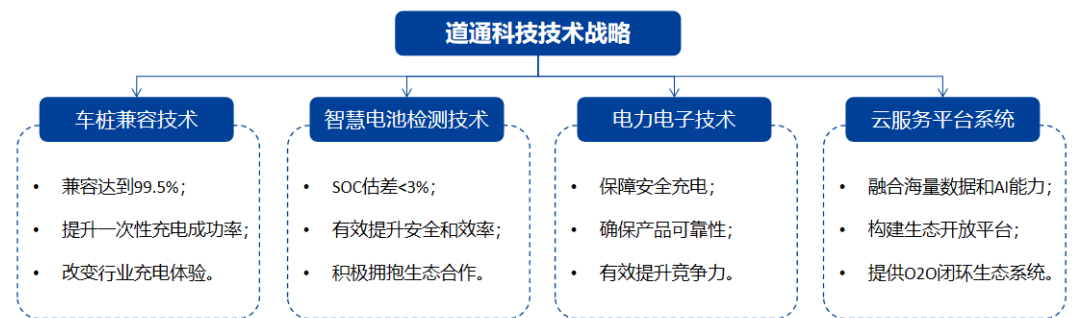 道通科技技术战略
车桩兼容技术
• 兼容达到99.5%；
• 提升一次性充电成功率；
• 改变行业充电体验。
智慧电池检测技术
• SOC估差<3%；
• 有效提升安全和效率；
• 积极拥抱生态合作。
电力电子技术
• 保障安全充电；
• 确保产品可靠性；
• 有效提升竞争力。
云服务平台系统
• 融合海量数据和AI能力；
• 构建生态开放平台；
• 提供O2O闭环生态系统。